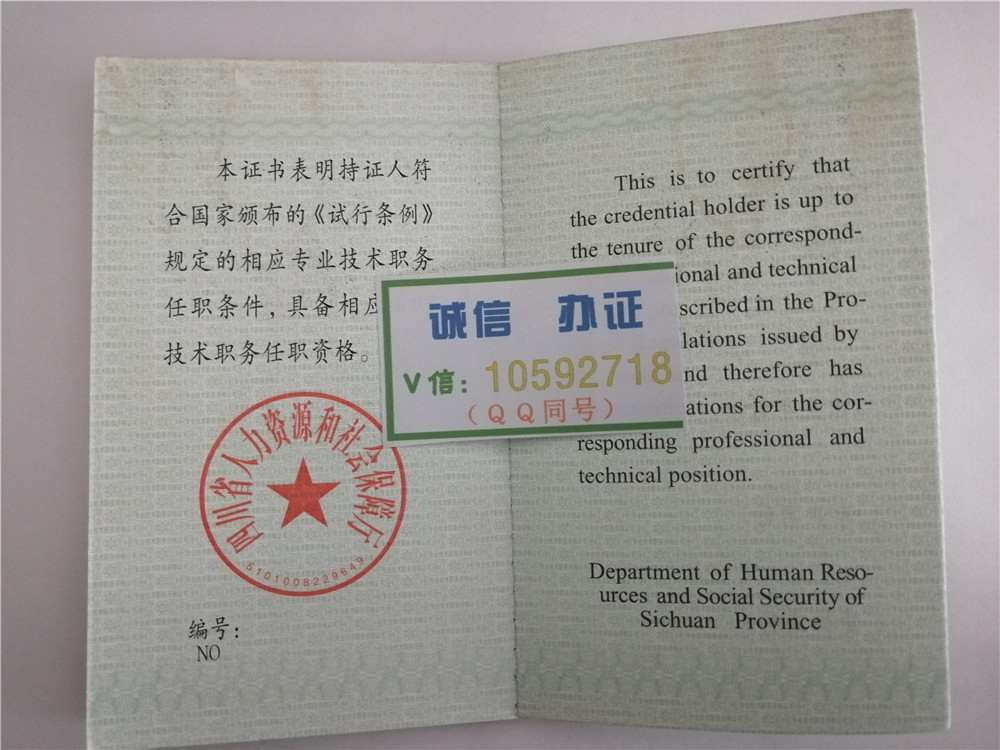 本证书表明持证人符
合国家颁布的《试行条例》
规定的相应专业技术职务
任职条件，具备相应
技术职务任职资格。
四川省人力资源和社会保障厅
5101008229649
编号：
NO
诚信 办证
V信：10592718
（QQ同号）
This is to certify that
the credential holder is up to
the tenure of the correspond-
ional and technical
scribed in the Pro-
lations issued by
nd therefore has
ations for the cor-
responding professional and
technical position.
Department of Human Reso-
urces and Social Security of
Sichuan Province